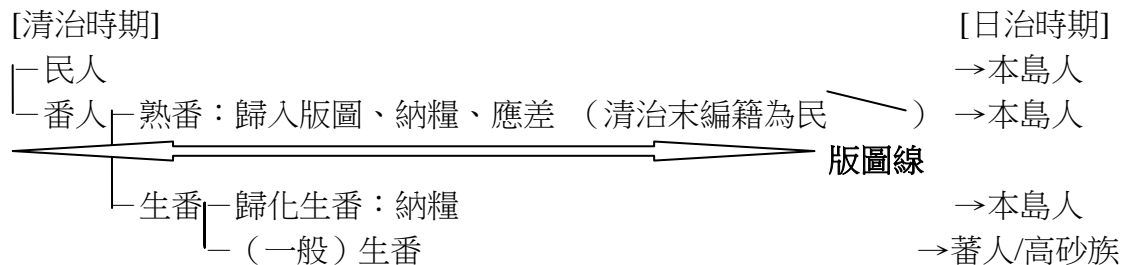 [清治時期] [日治時期]
民人 →本島人
番人 熟番：歸入版圖、納糧、應差 （清治末編籍為民 ） →本島人
版圖線
生番 歸化生番：納糧 →本島人
（一般）生番 →蕃人/高砂族